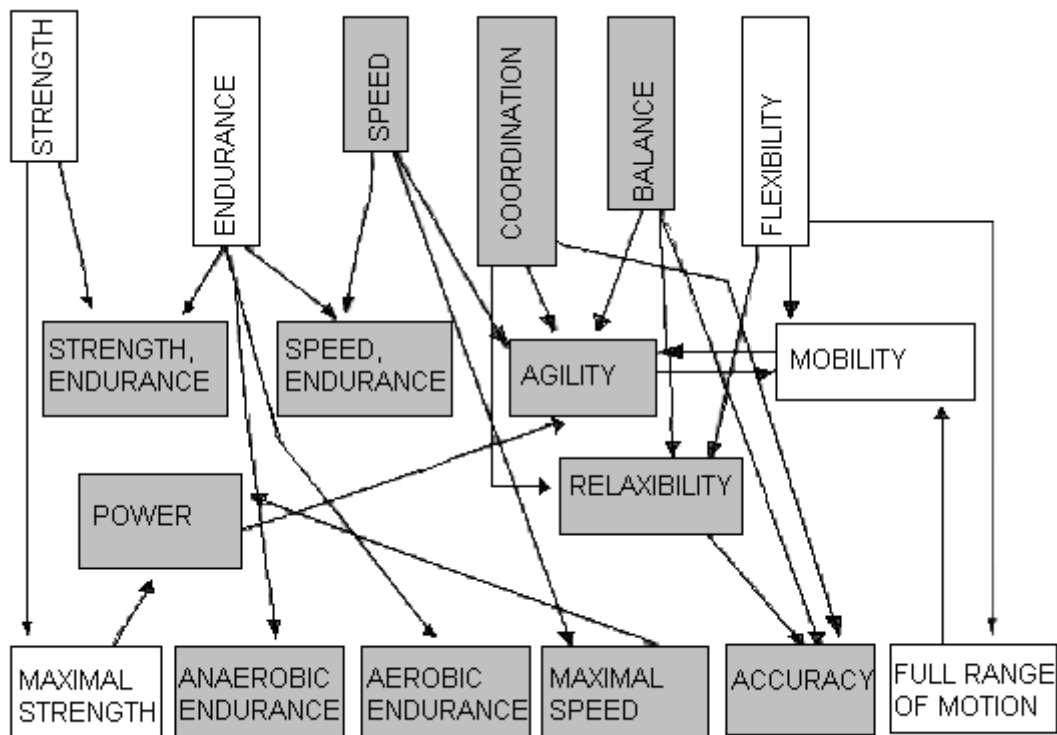 STRENGTH
ENDURANCE
SPEED
COORDINATION
BALANCE
FLEXIBILITY
STRENGTH,
ENDURANCE
SPEED,
ENDURANCE
AGILITY
MOBILITY
POWER
RELAXIBILITY
MAXIMAL
STRENGTH
ANAEROBIC
ENDURANCE
AEROBIC
ENDURANCE
MAXIMAL
SPEED
ACCURACY
FULL RANGE
OF MOTION